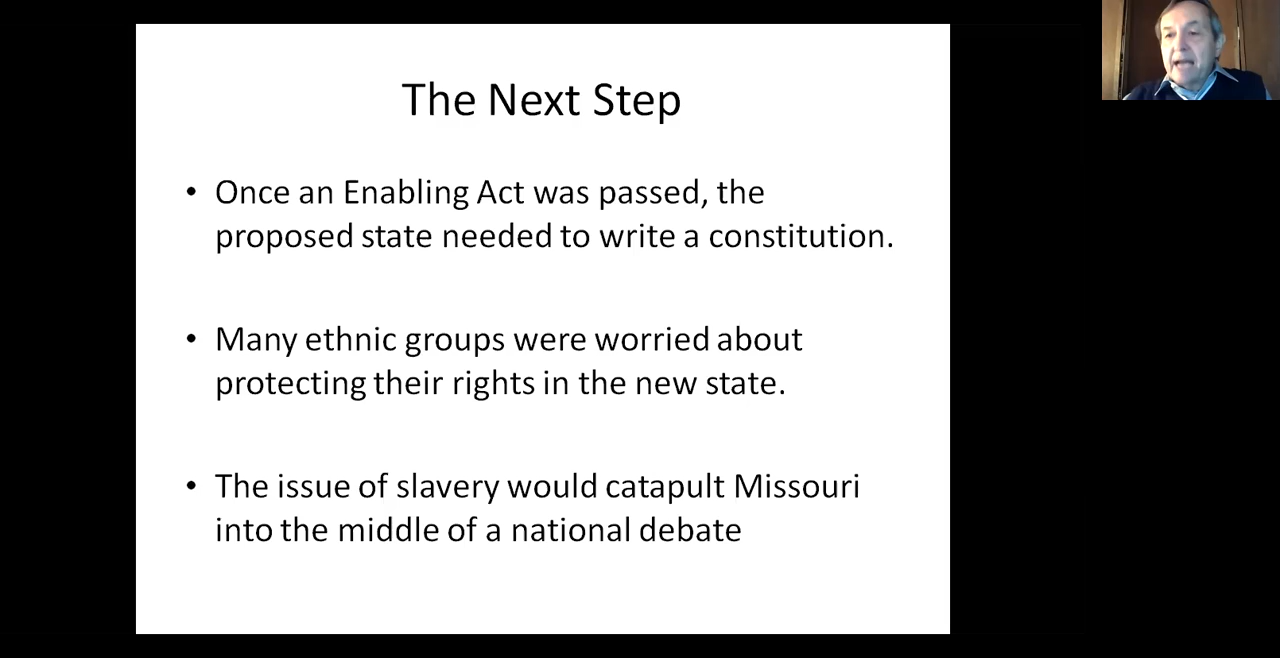 The Next Step
• Once an Enabling Act was passed, the
proposed state needed to write a constitution.
• Many ethnic groups were worried about
protecting their rights in the new state.
• The issue of slavery would catapult Missouri
into the middle of a national debate